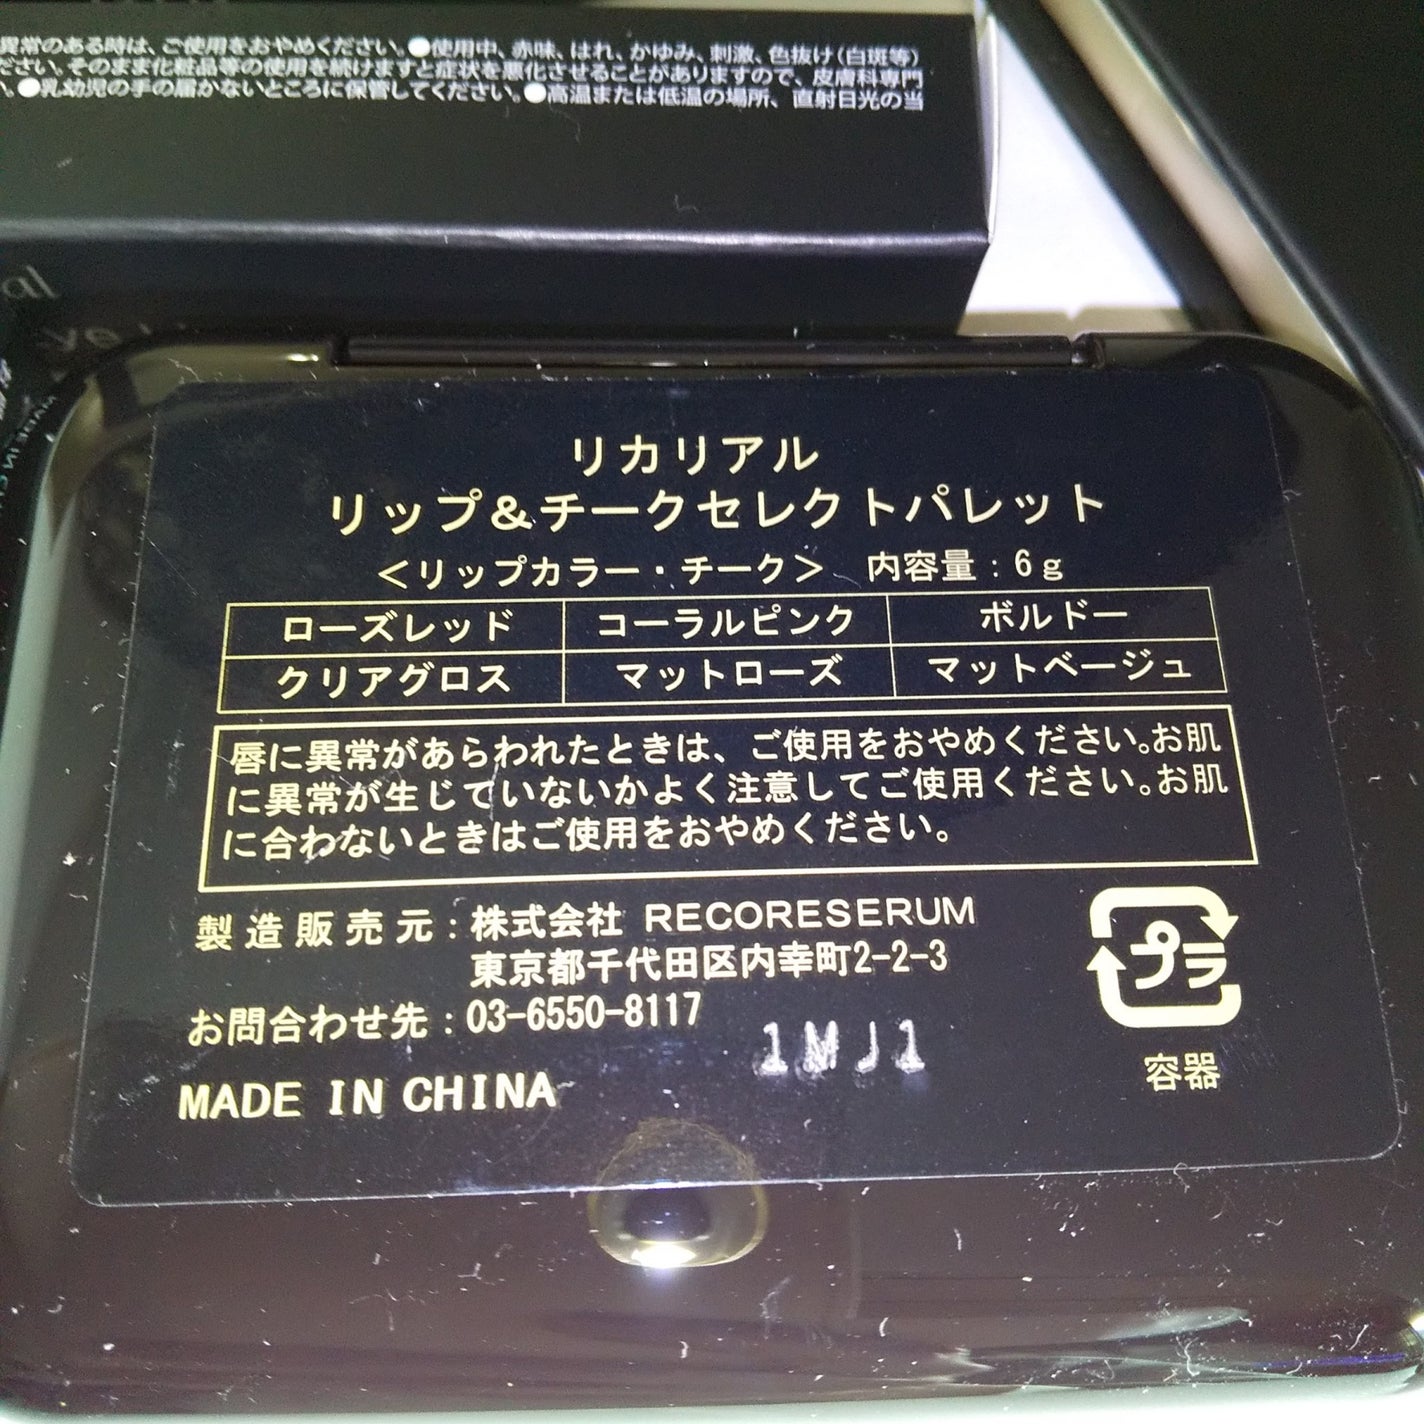 異常のある時は、ご使用をおやめください。●使用中、赤味、はれ、かゆみ、刺激、色抜け(白斑等)
ださい。そのまま化粧品等の使用を続けますと症状を悪化させることがありますので、皮膚科専門
い。●乳幼児の手の届かないところに保管してください。●高温または低温の場所、直射日光の当
リカリアル
リップ&チークセレクトパレット
<リップカラー・チーク> 内容量：6g
ローズレッド コーラルピンク ボルドー
クリアグロス マットローズ マットベージュ
唇に異常があらわれたときは、ご使用をおやめください。お肌
に異常が生じていないかよく注意してご使用ください。お肌
に合わないときはご使用をおやめください。
製造販売元：株式会社 RECORESERUM
東京都千代田区内幸町2-2-3
お問合わせ先：03-6550-8117
MADE IN CHINA
1MJ1
プラ
容器